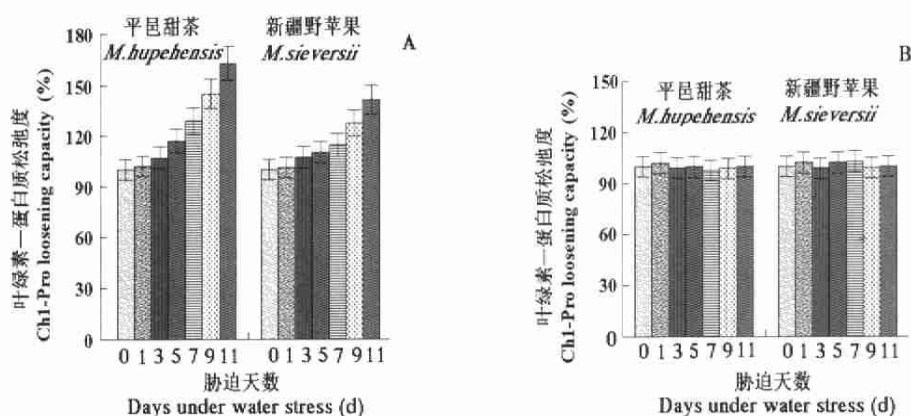 平邑甜茶 新疆野苹果
M.hupehensis M.sieversii
A
180
150
120
90
60
30
0
叶绿素—蛋白质松弛度
Ch1-Pro loosening capacity (%)
0 1 3 5 7 9 11 0 1 3 5 7 9 11
胁迫天数
Days under water stress (d)
B
平邑甜茶 新疆野苹果
M.hupehensis M.sieversii
150
120
90
60
30
0
叶绿素—蛋白质松弛度
Ch1-Pro loosening capacity (%)
0 1 3 5 7 9 11 0 1 3 5 7 9 11
胁迫天数
Days under water stress (d)